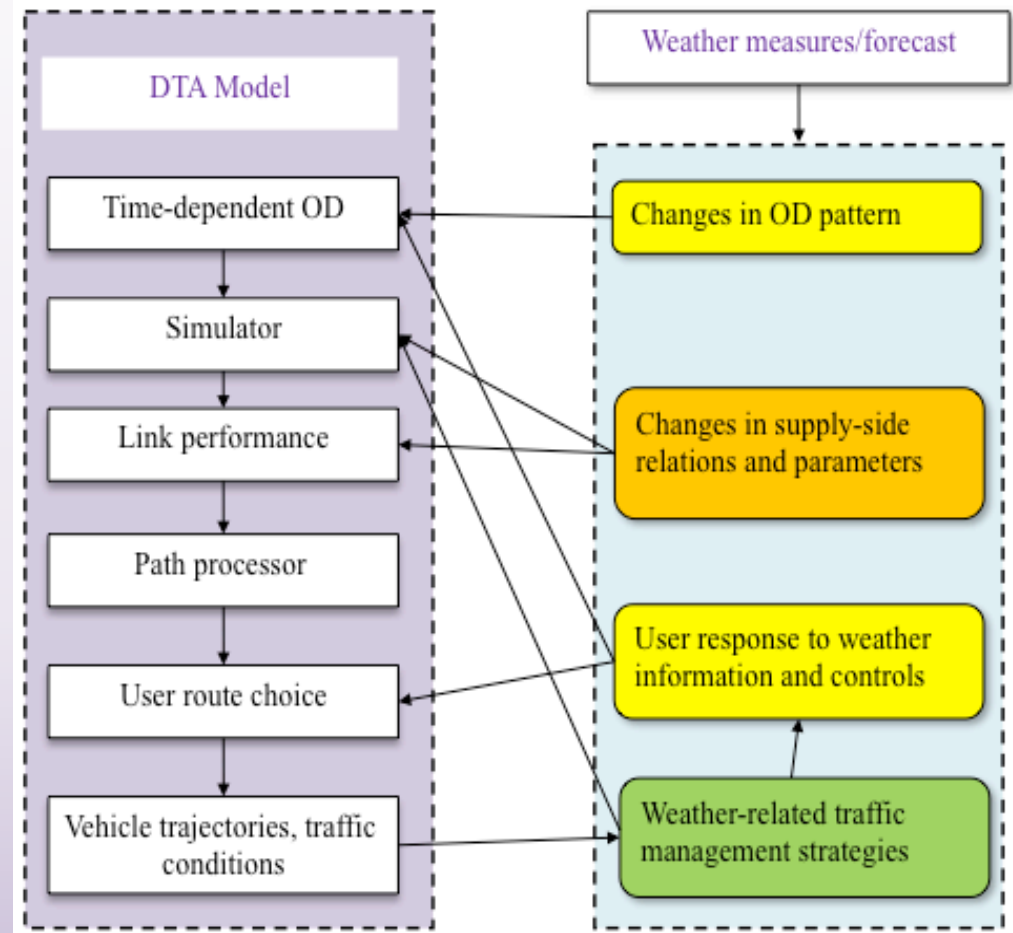 DTA Model
Time-dependent OD
Simulator
Link performance
Path processor
User route choice
Vehicle trajectories, traffic
conditions
Weather measures/forecast
Changes in OD pattern
Changes in supply-side
relations and parameters
User response to weather
information and controls
Weather-related traffic
management strategies